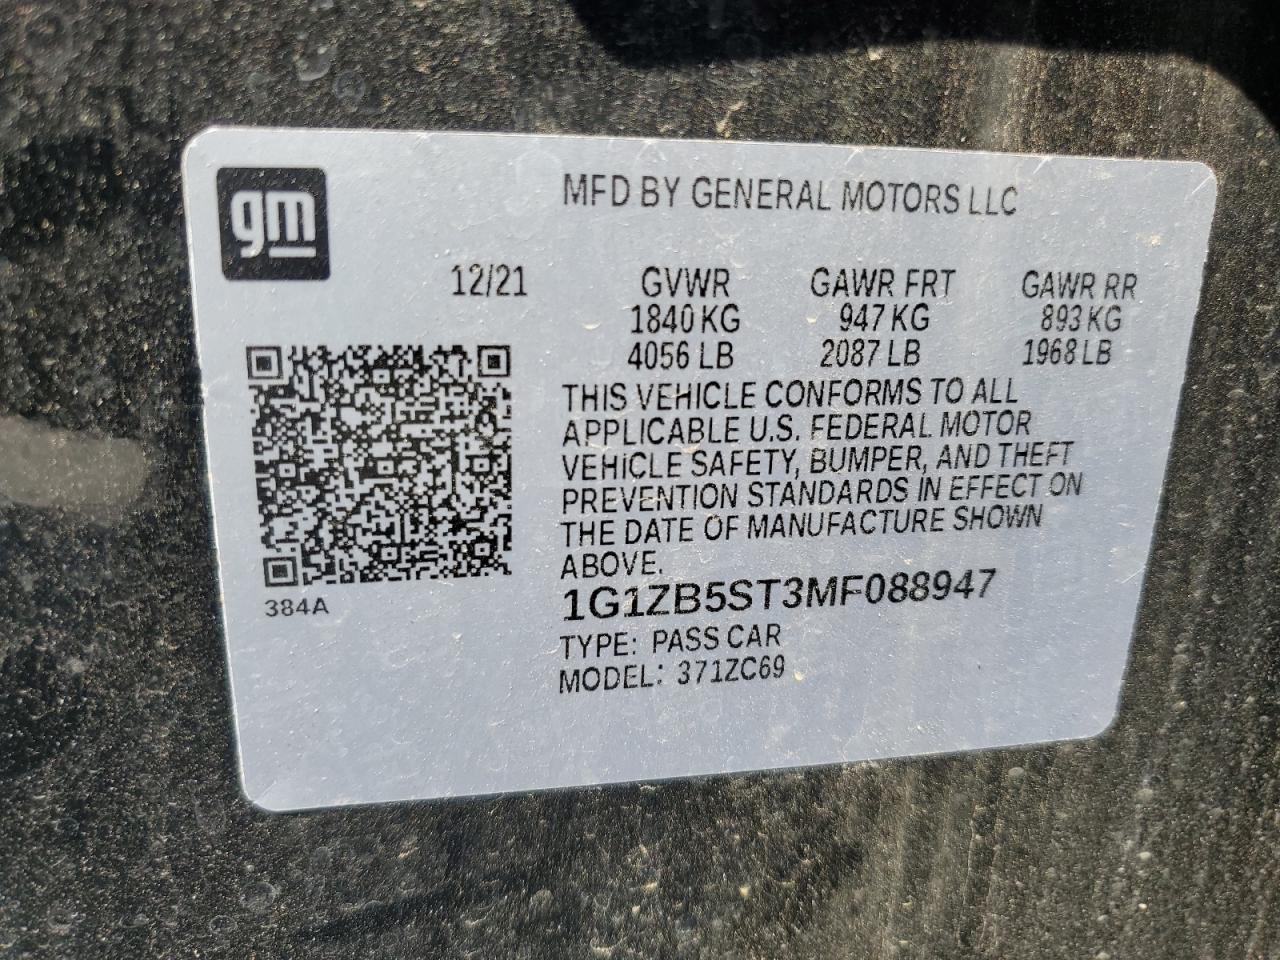 gm
MFD BY GENERAL MOTORS LLC
12/21 GVWR GAWR FRT GAWR RR
1840 KG 947 KG 893 KG
4056 LB 2087 LB 1968 LB
THIS VEHICLE CONFORMS TO ALL
APPLICABLE U.S. FEDERAL MOTOR
VEHICLE SAFETY, BUMPER, AND THEFT
PREVENTION STANDARDS IN EFFECT ON
THE DATE OF MANUFACTURE SHOWN
ABOVE.
384A
1G1ZB5ST3MF088947
TYPE: PASS CAR
MODEL: 371ZC69